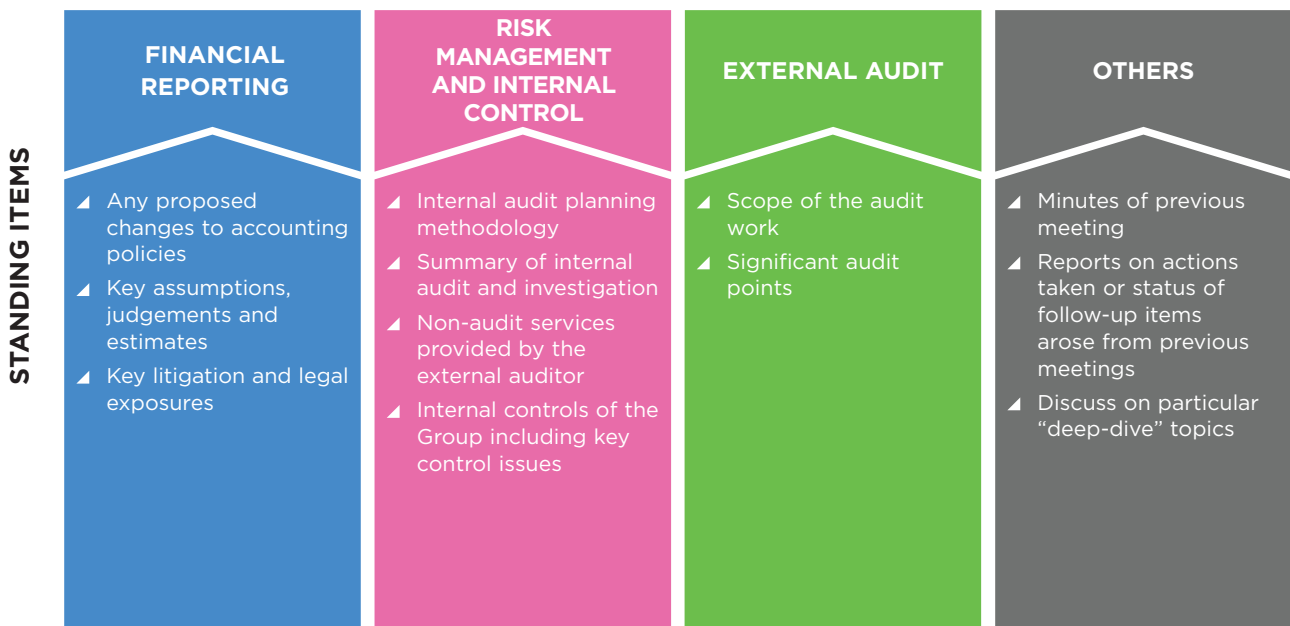 STANDING ITEMS
FINANCIAL
REPORTING
Any proposed
changes to accounting
policies
Key assumptions,
judgements and
estimates
Key litigation and legal
exposures
RISK
MANAGEMENT
AND INTERNAL
CONTROL
Internal audit planning
methodology
Summary of internal
audit and investigation
Non-audit services
provided by the
external auditor
Internal controls of the
Group including key
control issues
EXTERNAL AUDIT
Scope of the audit
work
Significant audit
points
OTHERS
Minutes of previous
meeting
Reports on actions
taken or status of
follow-up items
arose from previous
meetings
Discuss on particular
“deep-dive” topics